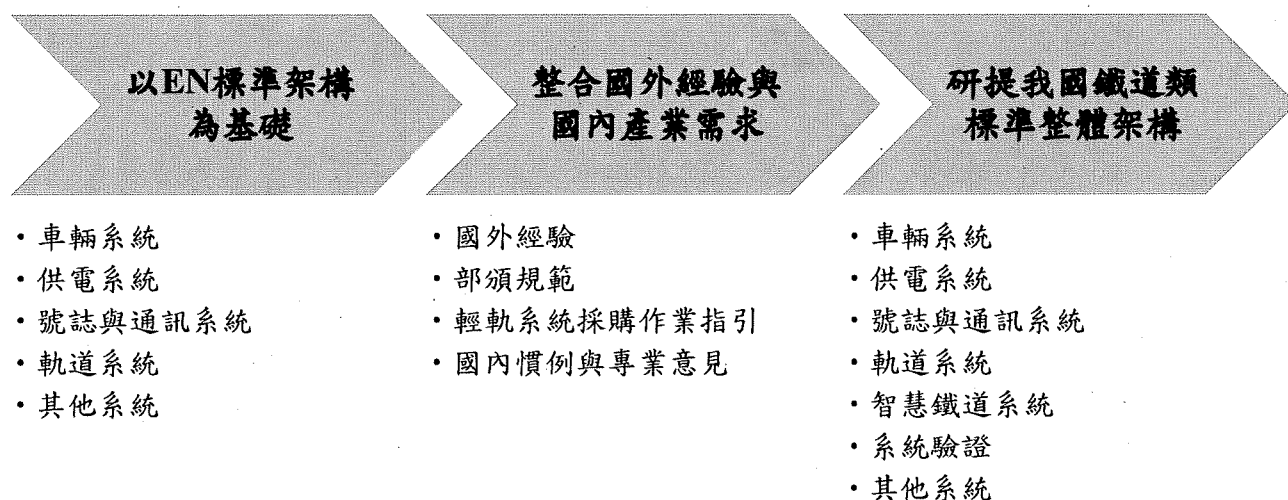 以EN標準架構
為基礎
整合國外經驗與
國內產業需求
研提我國鐵道類
標準整體架構
・車輛系統
・供電系統
・號誌與通訊系統
・軌道系統
・其他系統
・國外經驗
・部頒規範
・輕軌系統採購作業指引
・國內慣例與專業意見
・車輛系統
・供電系統
・號誌與通訊系統
・軌道系統
・智慧鐵道系統
・系統驗證
・其他系統